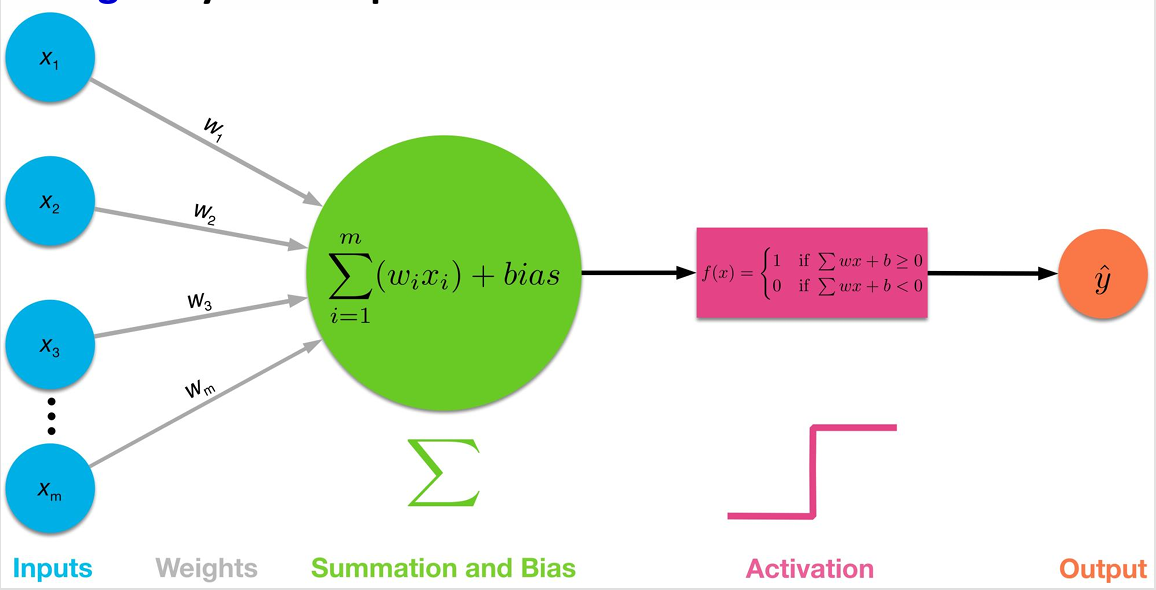 x₁
w₁
x₂
w₂
x₃
w₃
xₘ
wₘ
∑ᵢ₌₁ᵐ(wᵢxᵢ) + bias
f(x) = {1 if ∑ wx + b ≥ 0
0 if ∑ wx + b < 0
ŷ
∑
Inputs Weights Summation and Bias Activation Output